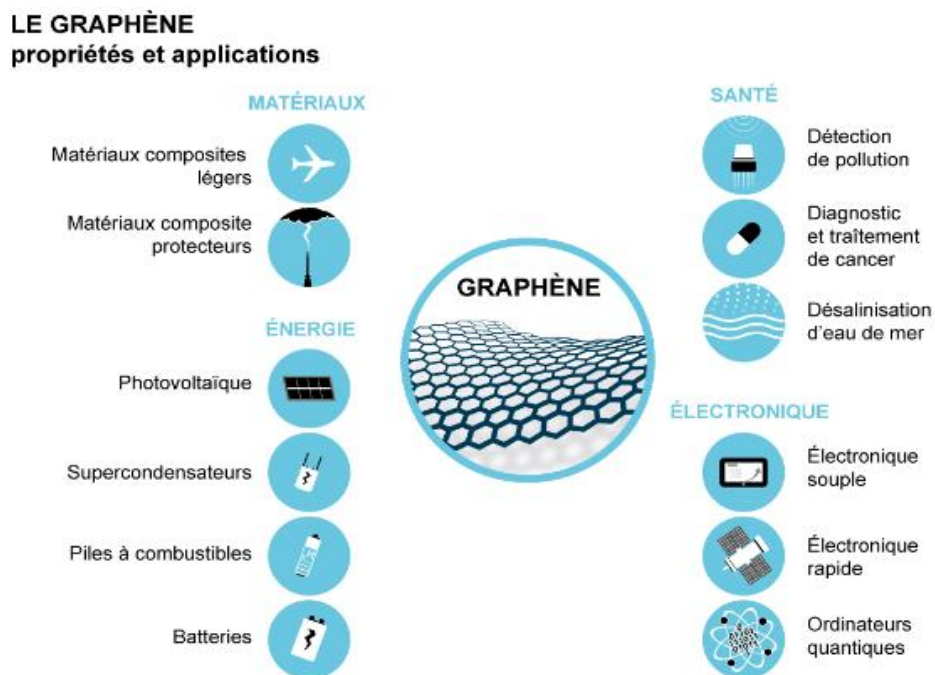 LE GRAPHÈNE
propriétés et applications
MATÉRIAUX
Matériaux composites
légers
Matériaux composite
protecteurs
ÉNERGIE
Photovoltaïque
Supercondensateurs
Piles à combustibles
Batteries
GRAPHÈNE
SANTÉ
Détection
de pollution
Diagnostic
et traîtement
de cancer
Désalinisation
d'eau de mer
ÉLECTRONIQUE
Électronique
souple
Électronique
rapide
Ordinateurs
quantiques